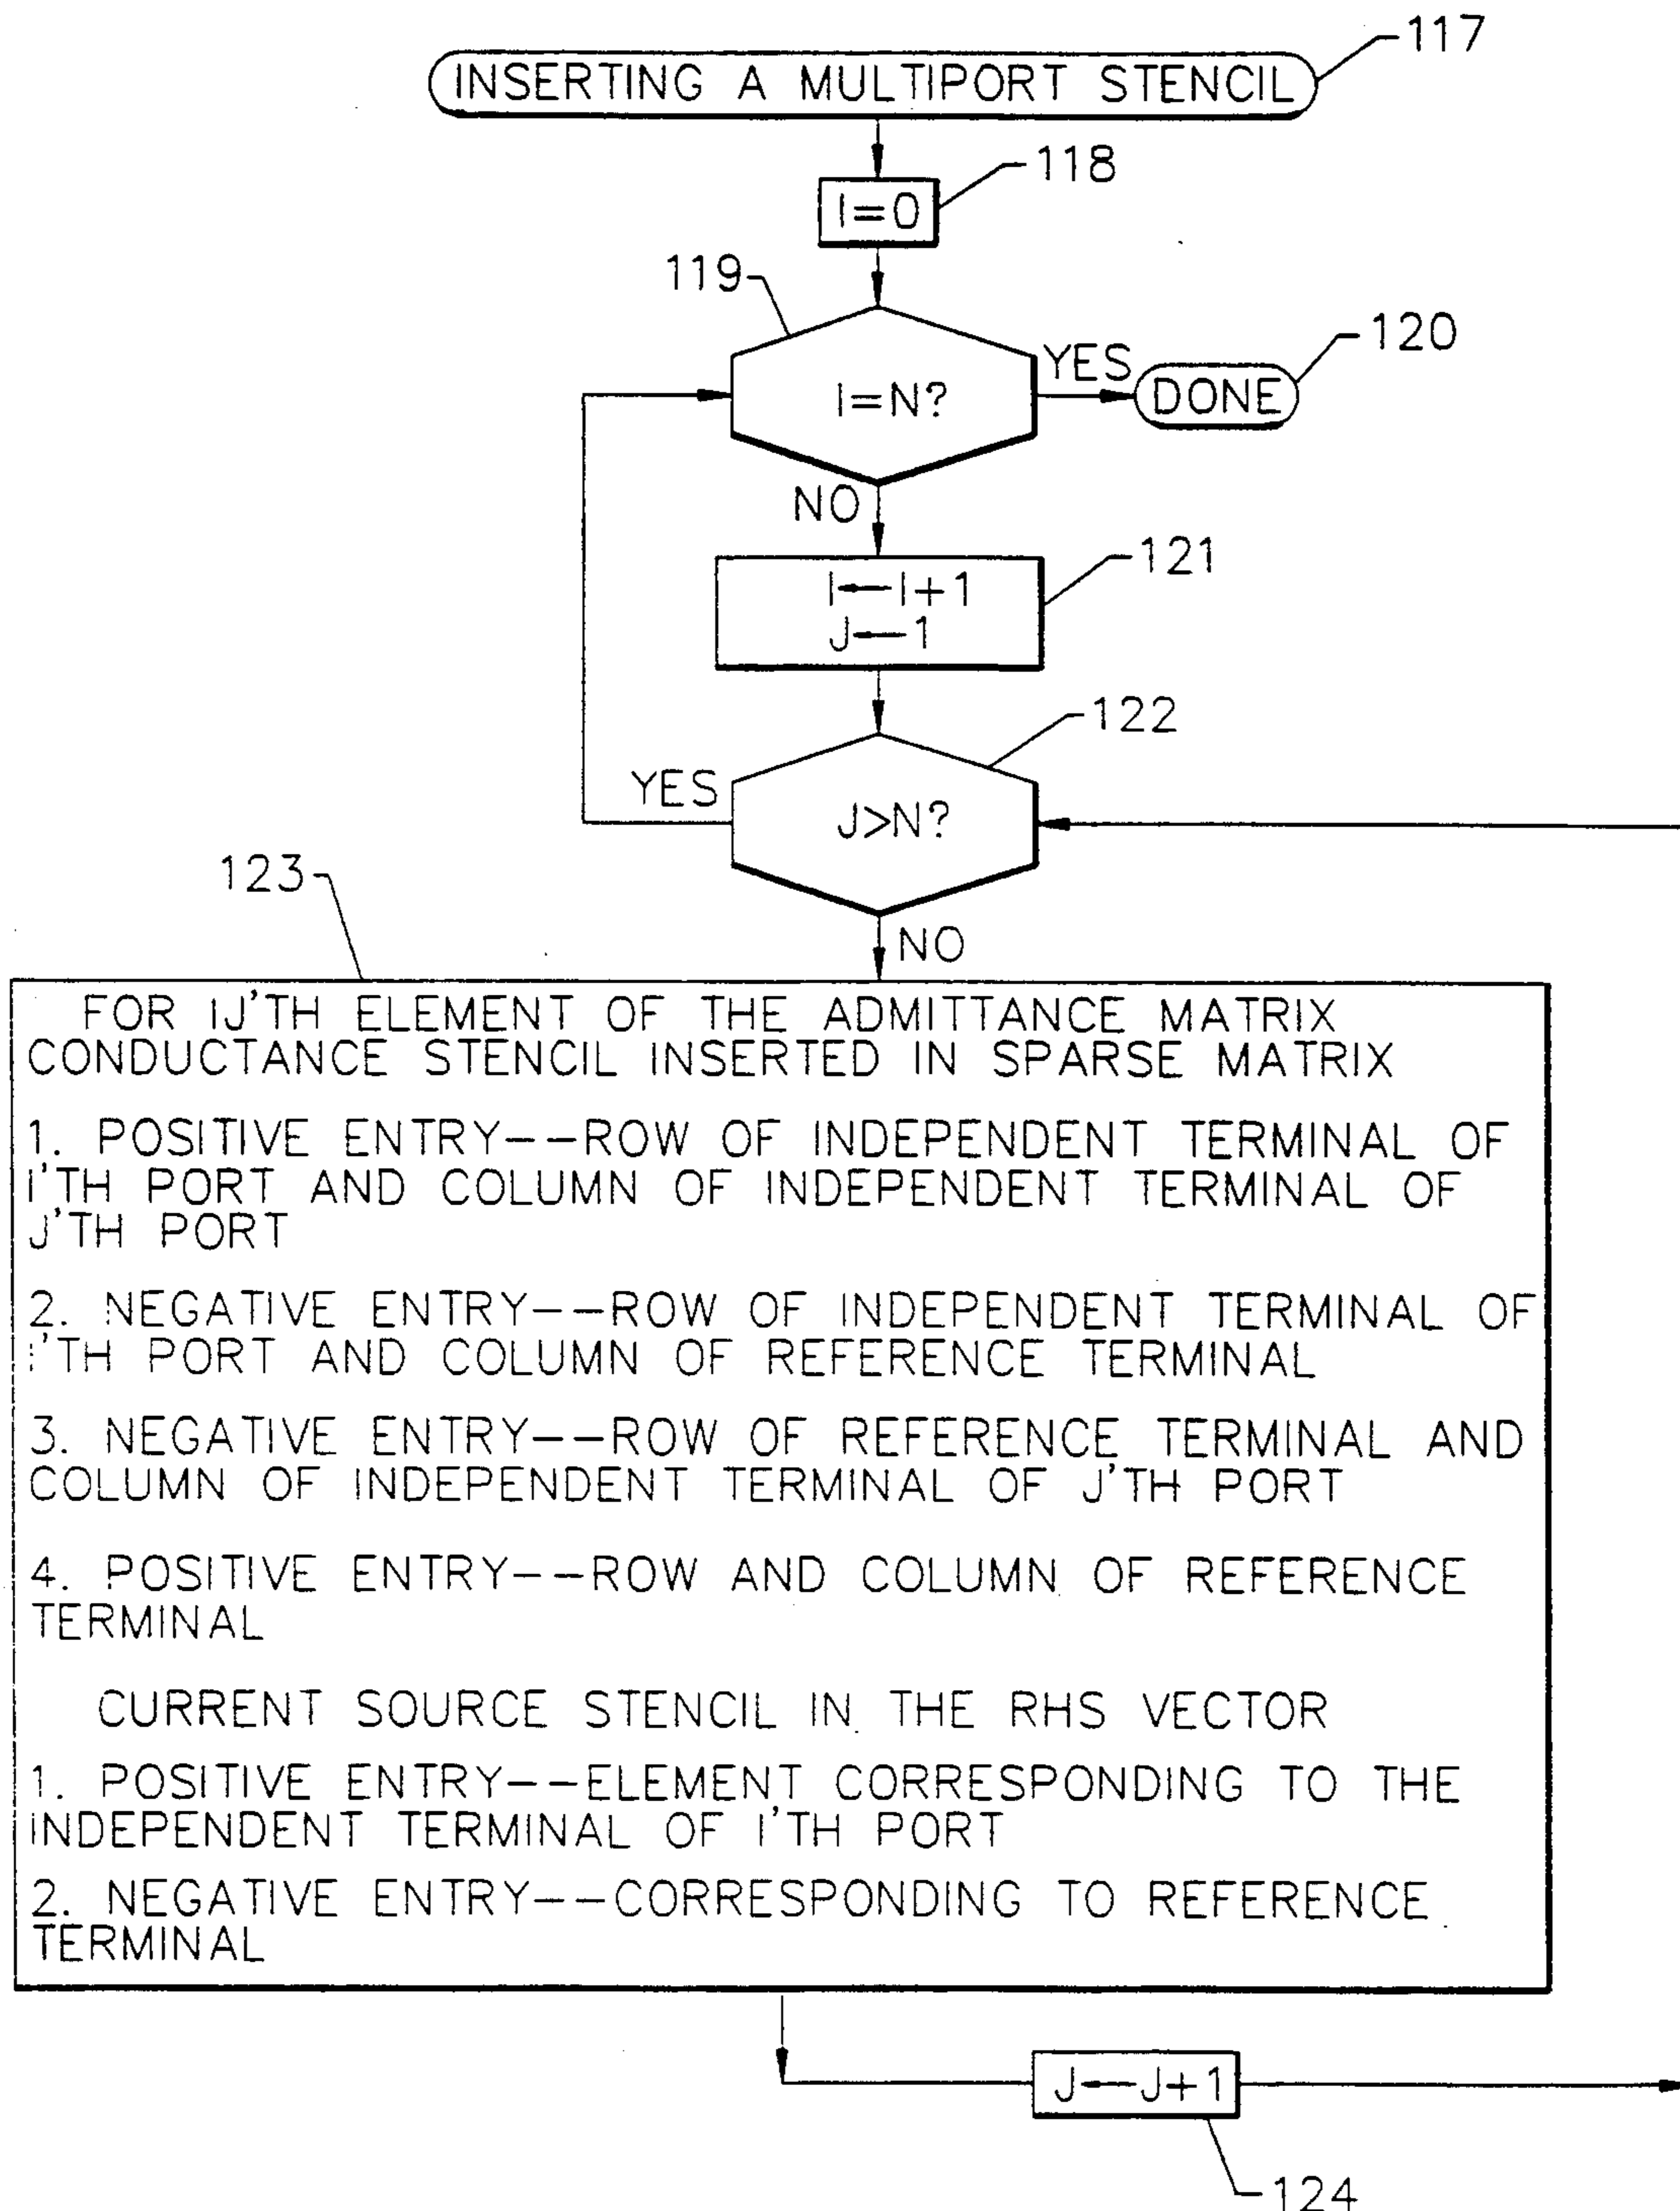 117
INSERTING A MULTIPORT STENCIL
118
I=0
119
I=N?
YES
120
DONE
NO
121
I←I+1
J←1
122
YES
J>N?
NO
123
FOR IJ'TH ELEMENT OF THE ADMITTANCE MATRIX
CONDUCTANCE STENCIL INSERTED IN SPARSE MATRIX
1. POSITIVE ENTRY--ROW OF INDEPENDENT TERMINAL OF
I'TH PORT AND COLUMN OF INDEPENDENT TERMINAL OF
J'TH PORT
2. NEGATIVE ENTRY--ROW OF INDEPENDENT TERMINAL OF
I'TH PORT AND COLUMN OF REFERENCE TERMINAL
3. NEGATIVE ENTRY--ROW OF REFERENCE TERMINAL AND
COLUMN OF INDEPENDENT TERMINAL OF J'TH PORT
4. POSITIVE ENTRY--ROW AND COLUMN OF REFERENCE
TERMINAL
CURRENT SOURCE STENCIL IN THE RHS VECTOR
1. POSITIVE ENTRY--ELEMENT CORRESPONDING TO THE
INDEPENDENT TERMINAL OF I'TH PORT
2. NEGATIVE ENTRY--CORRESPONDING TO REFERENCE
TERMINAL
J←J+1
124